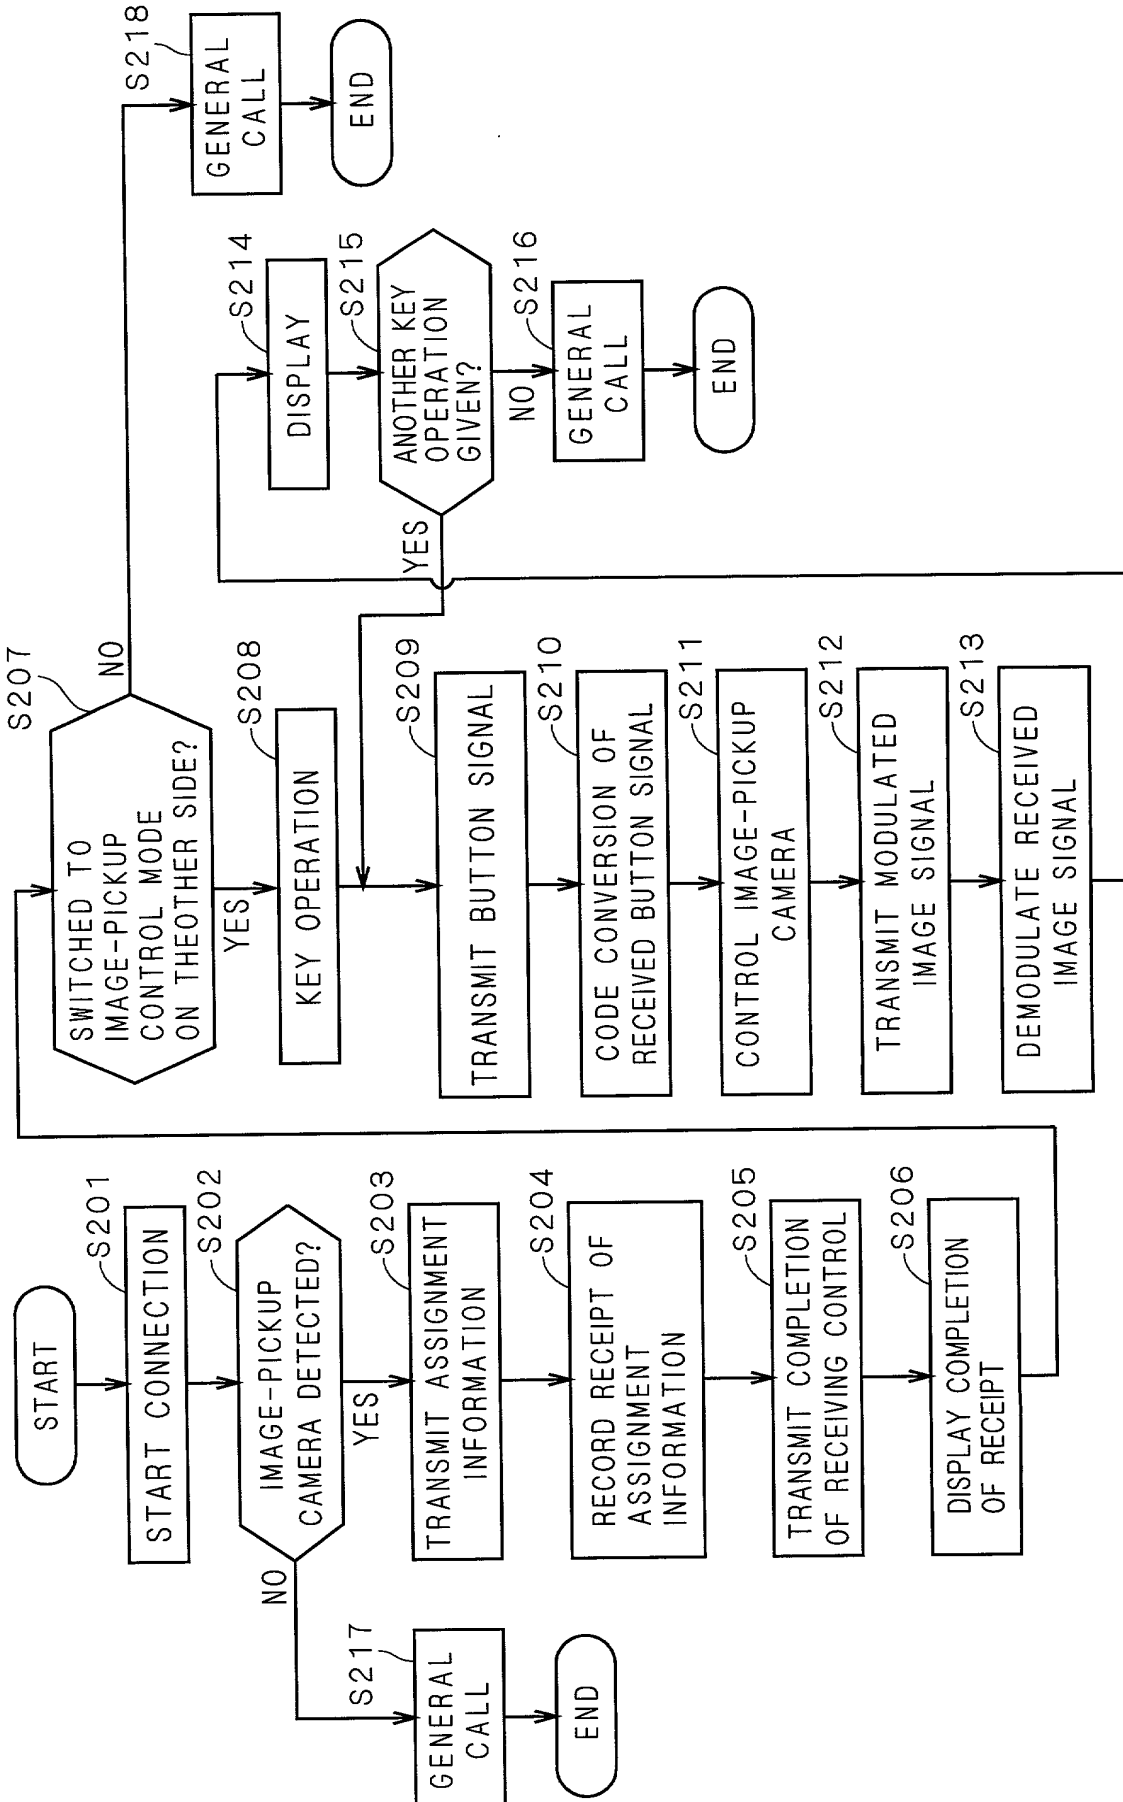 START
S201
START CONNECTION
S202
IMAGE-PICKUP
CAMERA DETECTED?
NO
YES
S217
GENERAL
CALL
END
S203
TRANSMIT ASSIGNMENT
INFORMATION
S204
RECORD RECEIPT OF
ASSIGNMENT
INFORMATION
S205
TRANSMIT COMPLETION
OF RECEIVING CONTROL
S206
DISPLAY COMPLETION
OF RECEIPT
S207
SWITCHED TO
IMAGE-PICKUP
CONTROL MODE
ON THEOTHER SIDE?
NO
YES
S208
KEY OPERATION
S209
TRANSMIT BUTTON SIGNAL
S210
CODE CONVERSION OF
RECEIVED BUTTON SIGNAL
S211
CONTROL IMAGE-PICKUP
CAMERA
S212
TRANSMIT MODULATED
IMAGE SIGNAL
S213
DEMODULATE RECEIVED
IMAGE SIGNAL
S214
DISPLAY
S215
ANOTHER KEY
OPERATION
GIVEN?
YES
NO
S216
GENERAL
CALL
END
S218
GENERAL
CALL
END